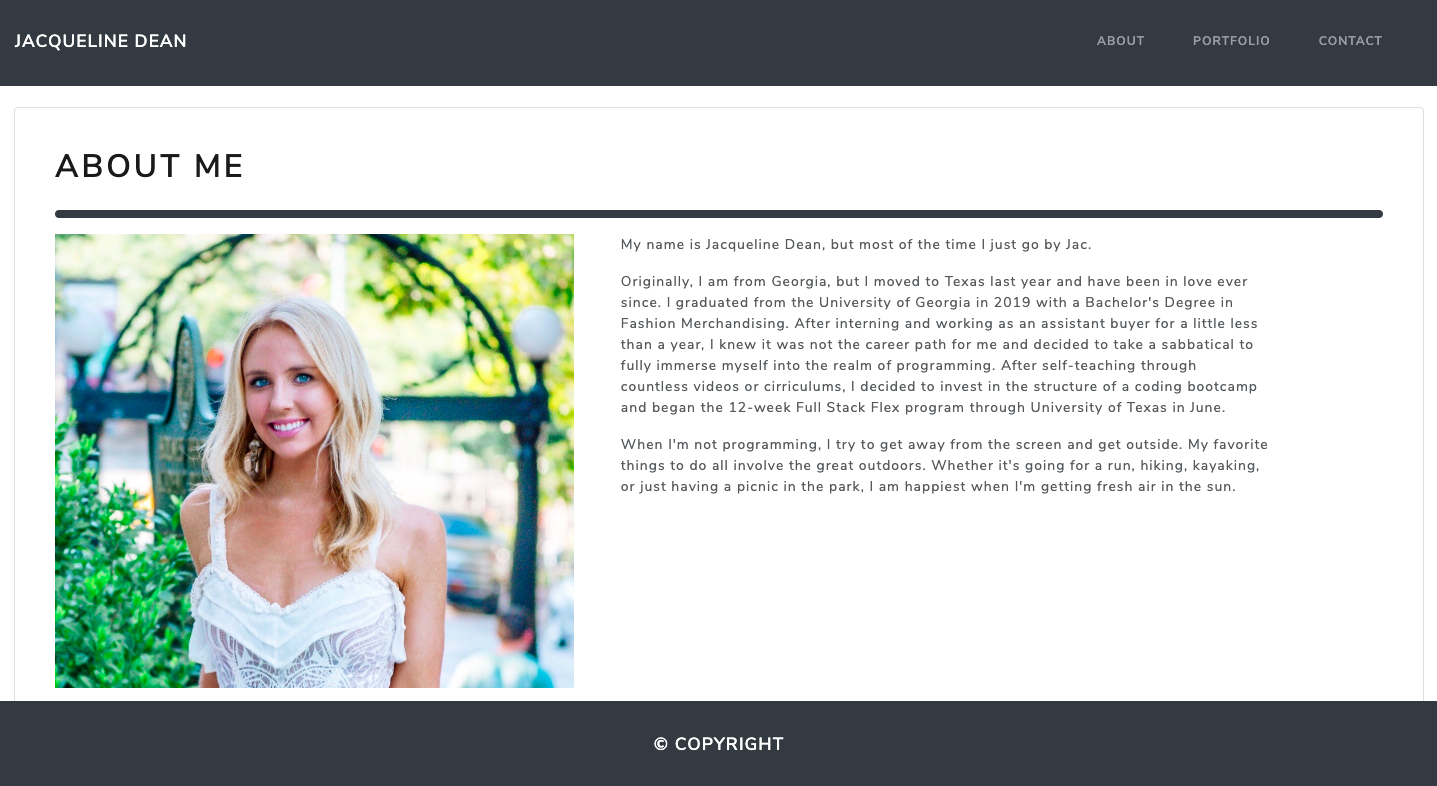 JACQUELINE DEAN
ABOUT
PORTFOLIO
CONTACT
ABOUT ME
My name is Jacqueline Dean, but most of the time I just go by Jac.
Originally, I am from Georgia, but I moved to Texas last year and have been in love ever
since. I graduated from the University of Georgia in 2019 with a Bachelor's Degree in
Fashion Merchandising. After interning and working as an assistant buyer for a little less
than a year, I knew it was not the career path for me and decided to take a sabbatical to
fully immerse myself into the realm of programming. After self-teaching through
countless videos or cirriculums, I decided to invest in the structure of a coding bootcamp
and began the 12-week Full Stack Flex program through University of Texas in June.
When I'm not programming, I try to get away from the screen and get outside. My favorite
things to do all involve the great outdoors. Whether it's going for a run, hiking, kayaking,
or just having a picnic in the park, I am happiest when I'm getting fresh air in the sun.
© COPYRIGHT